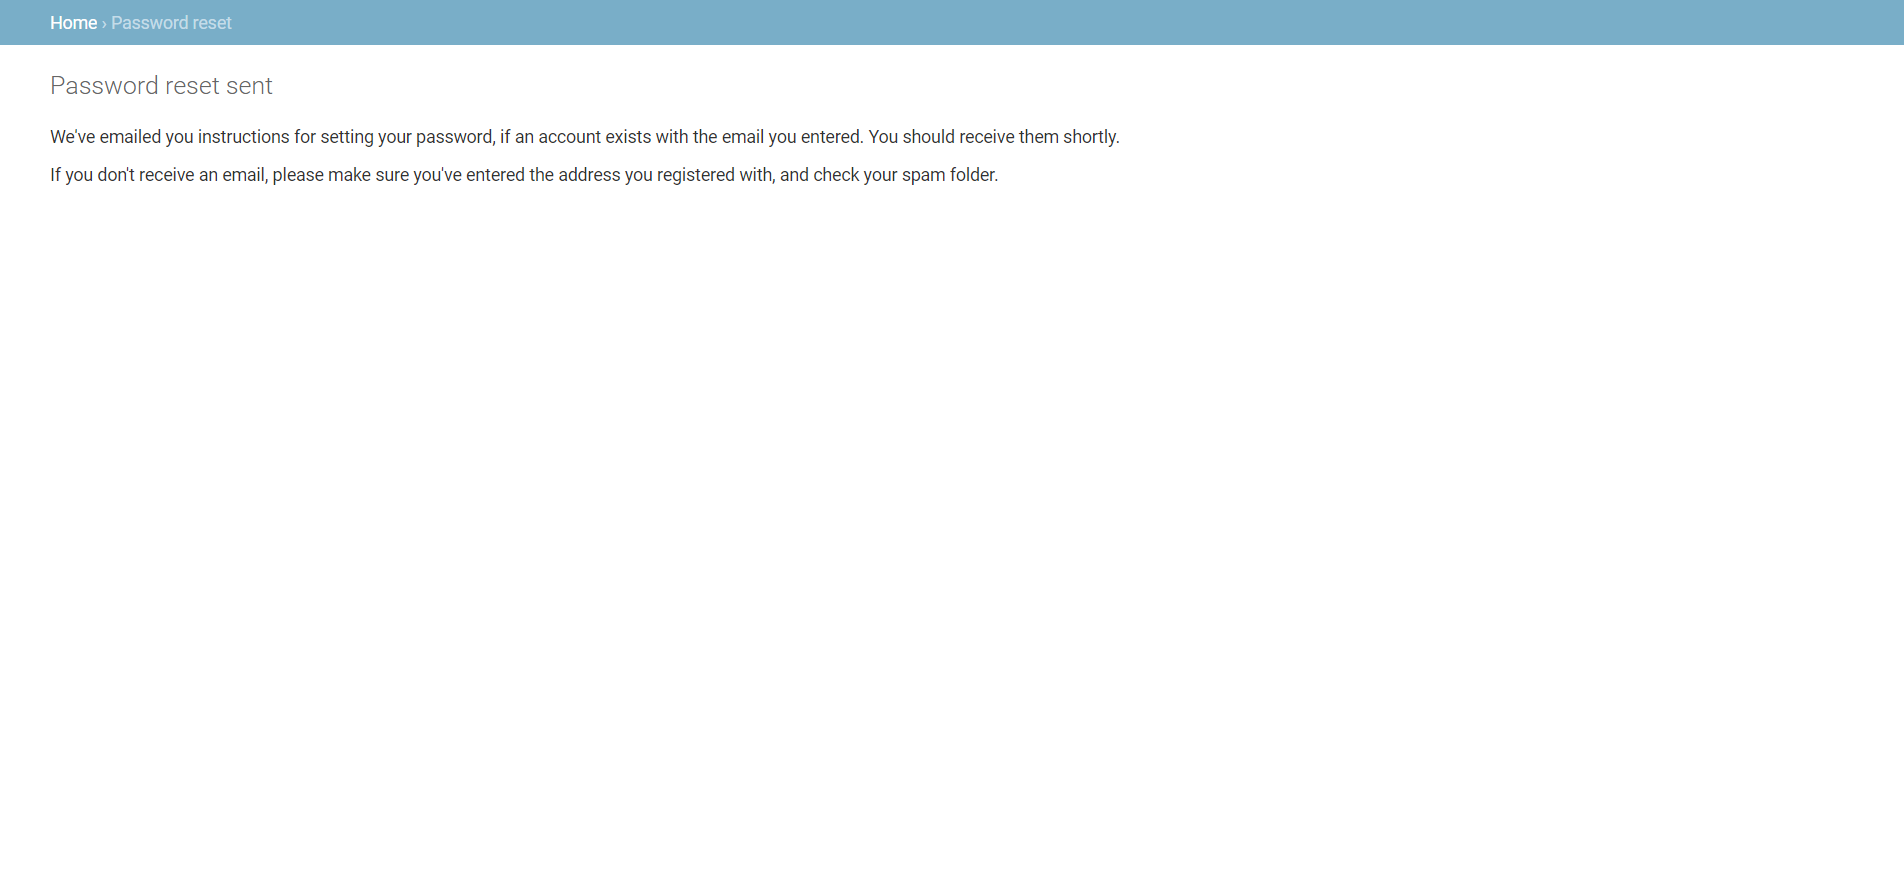 Home › Password reset
Password reset sent
We've emailed you instructions for setting your password, if an account exists with the email you entered. You should receive them shortly.
If you don't receive an email, please make sure you've entered the address you registered with, and check your spam folder.